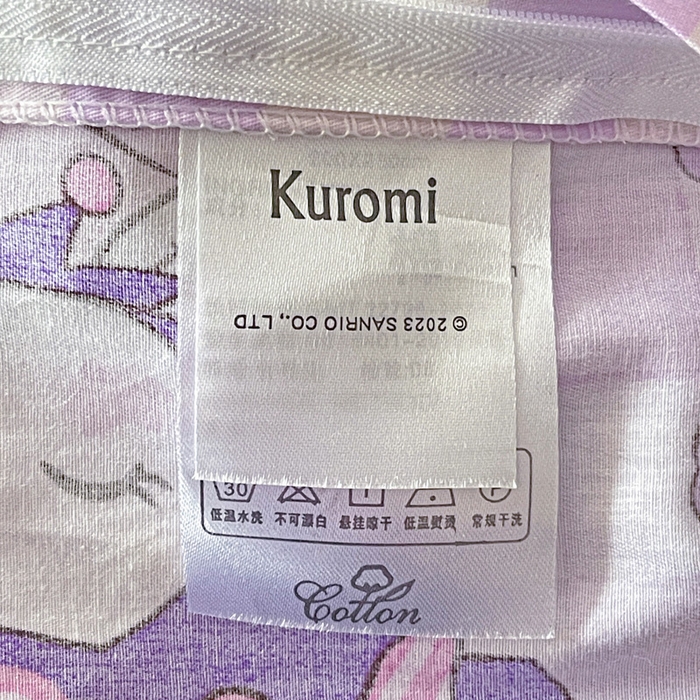 Kuromi
© 2023 SANRIO CO., LTD
30 P
低温水洗 不可漂白 悬挂晾干 低温熨烫 常规干洗
Cotton